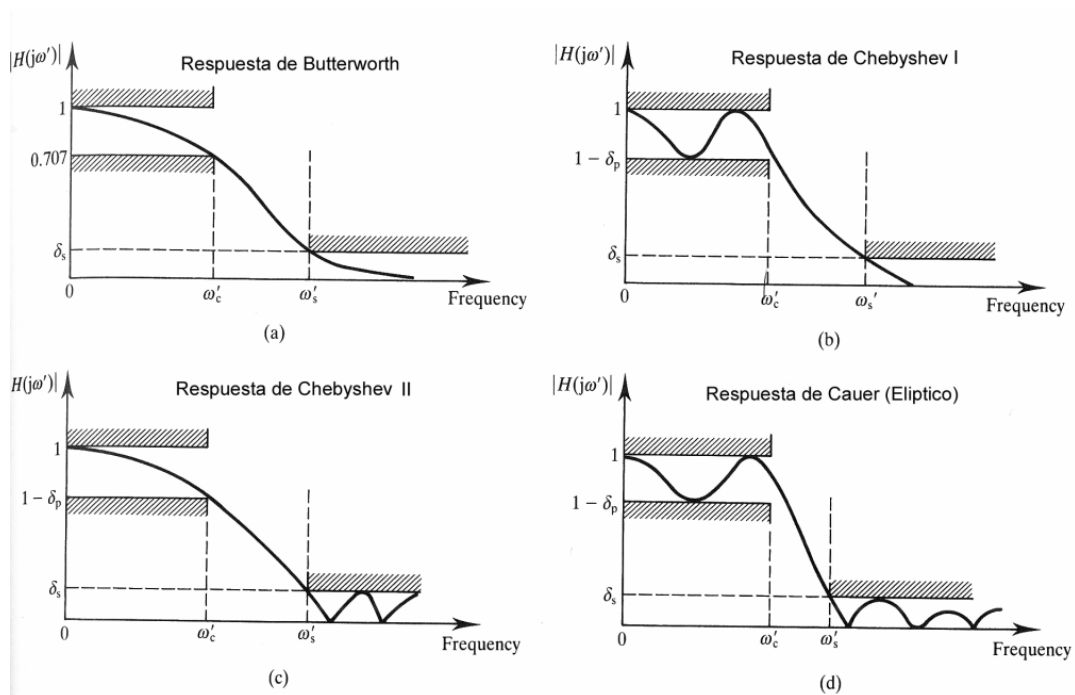 |H(jω′)|
Respuesta de Butterworth
1
0.707
δs
0
ω′c
ω′s
Frequency
(a)
|H(jω′)|
Respuesta de Chebyshev I
1
1 − δp
δs
0
ω′c
ωs′
Frequency
(b)
H(jω′)|
Respuesta de Chebyshev II
1
1 − δp
δs
0
ω′c
ω′s
Frequency
(c)
|H(jω′)|
Respuesta de Cauer (Eliptico)
1
1 − δp
δs
0
ω′c
ω′s
Frequency
(d)